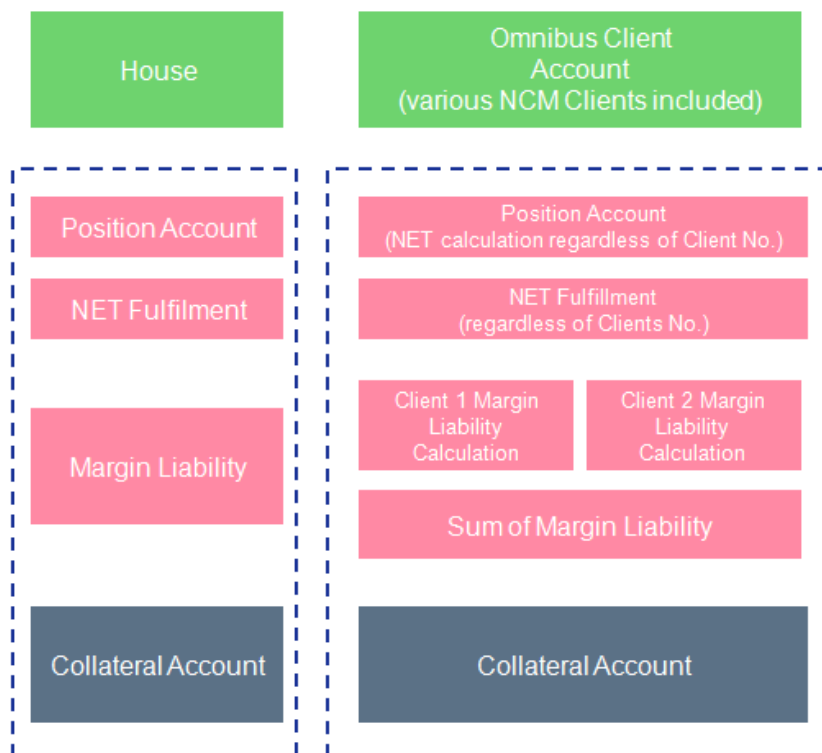 House
Omnibus Client
Account
(various NCM Clients included)
Position Account
Position Account
(NET calculation regardless of Client No.)
NET Fulfilment
NET Fulfillment
(regardless of Clients No.)
Margin Liability
Client 1 Margin
Liability
Calculation
Client 2 Margin
Liability
Calculation
Sum of Margin Liability
Collateral Account
Collateral Account